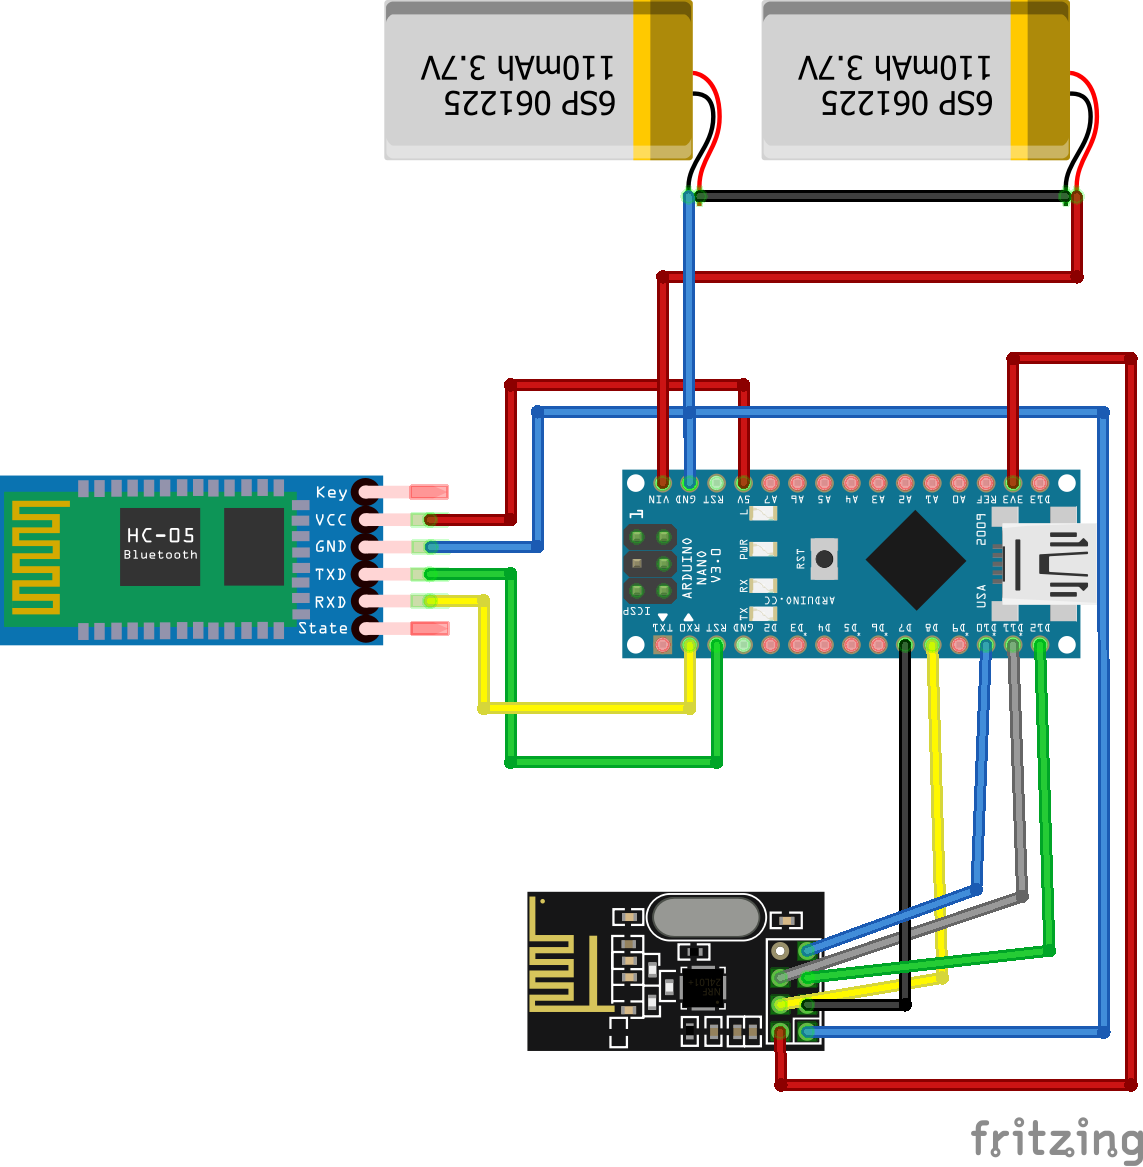 6SP 061225
110mAh 3.7V
6SP 061225
110mAh 3.7V
HC-05
Bluetooth
Key
VCC
GND
TXD
RXD
State
VIN
GND
RST
5V
A7
A6
A5
A4
A3
A2
A1
A0
REF
3V3
D13
L
PWR
RX
TX
RST
ARDUINO
NANO
V3.0
ICSP
ARDUINO.CC
2009
USA
TX1
RX0
RST
GND
D2
D3
D4
D5
D6
D7
D8
D9
D10
D11
D12
NRF
24L01+
fritzing